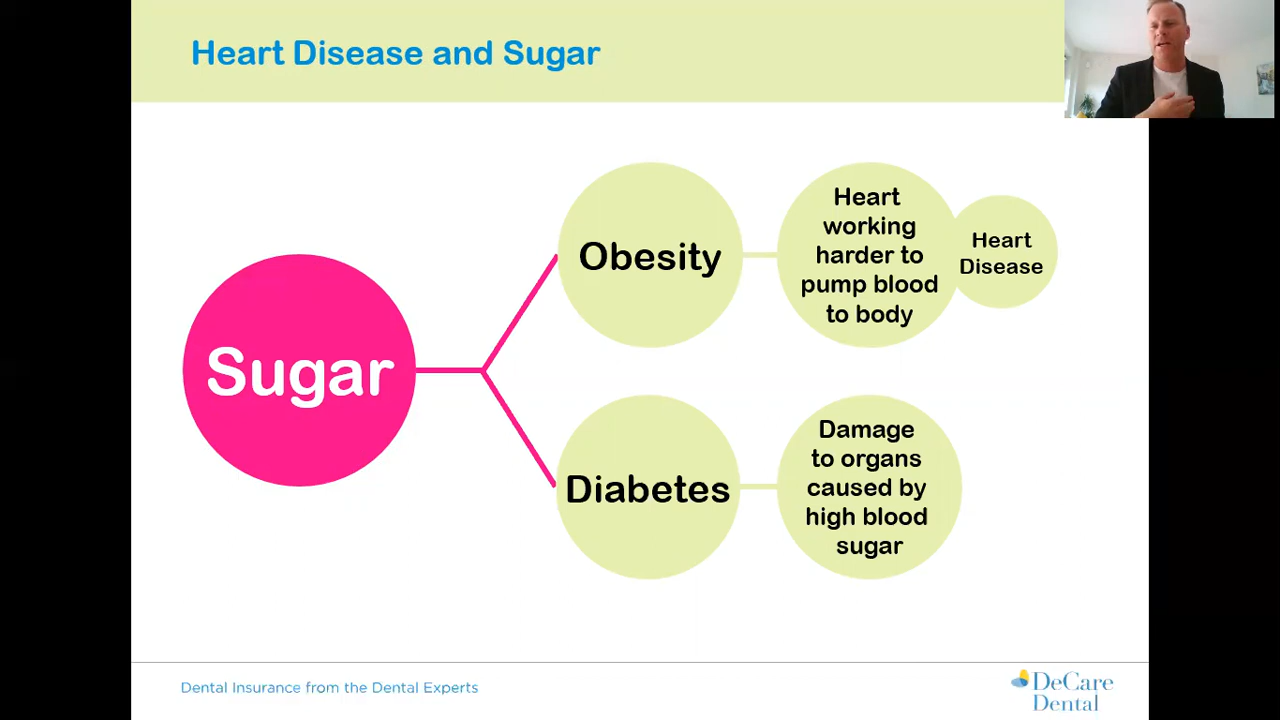 Heart Disease and Sugar
Sugar
Obesity
Heart
working
harder to
pump blood
to body
Heart
Disease
Diabetes
Damage
to organs
caused by
high blood
sugar
Dental Insurance from the Dental Experts
DeCare
Dental